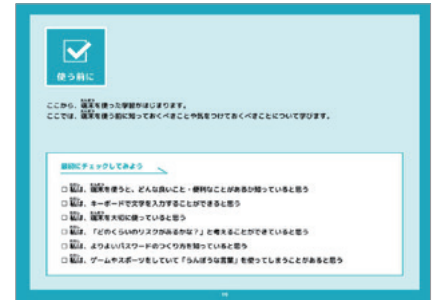 使う前に
ここから、端末を使った学習がはじまります。
ここでは、端末を使う前に知っておくべきことや気をつけておくべきことについて学びます。
最初にチェックしてみよう
□ 私は、端末を使うと、どんな良いこと・便利なことがあるか知っていると思う
□ 私は、キーボードで文字を入力することができると思う
□ 私は、端末を大切に使っていると思う
□ 私は、「どのくらいのリスクがあるかな?」と考えることができていると思う
□ 私は、よりよいパスワードのつくり方を知っていると思う
□ 私は、ゲームやスポーツをしていて「らんぼうな言葉」を使ってしまうことがあると思う